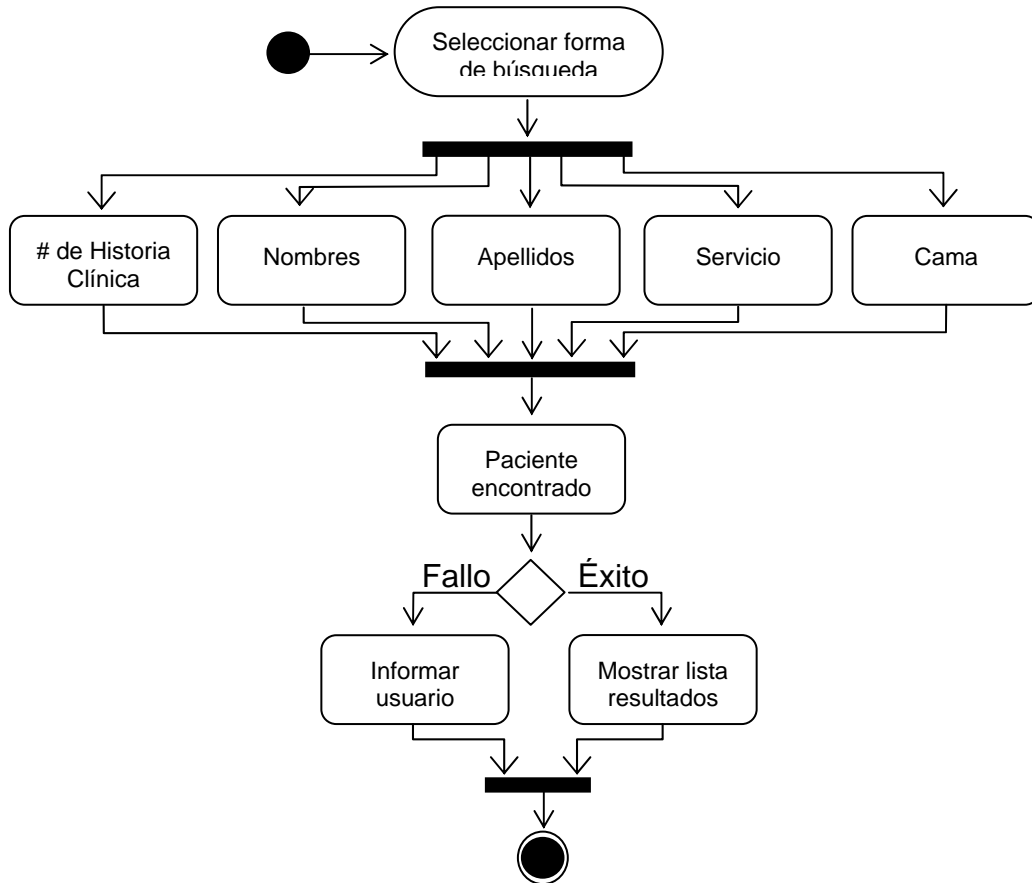 Seleccionar forma
de búsqueda
# de Historia
Clínica
Nombres
Apellidos
Servicio
Cama
Paciente
encontrado
Fallo
Éxito
Informar
usuario
Mostrar lista
resultados